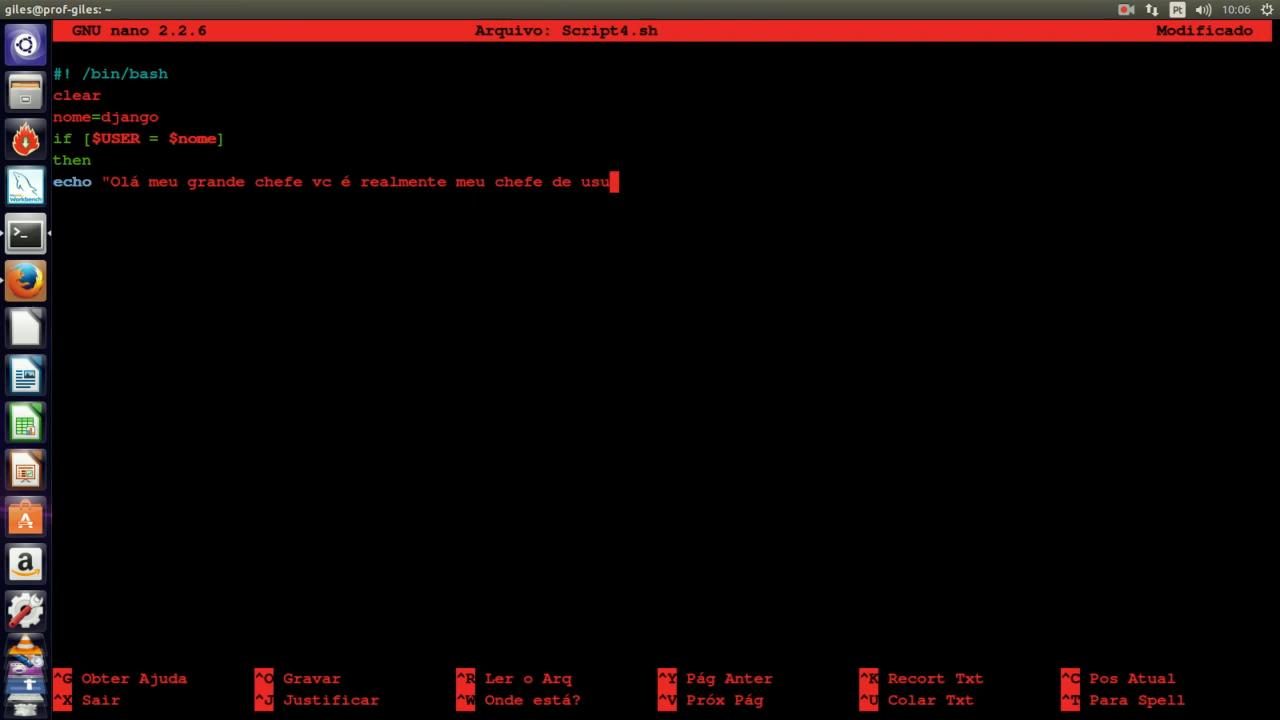 giles@prof-giles: ~
Pt
10:06
GNU nano 2.2.6 Arquivo: Script4.sh Modificado
#! /bin/bash
clear
nome=django
if [$USER = $nome]
then
echo "Olá meu grande chefe vc é realmente meu chefe de usu
^G Obter Ajuda ^O Gravar ^R Ler o Arq ^Y Pág Anter ^K Recort Txt ^C Pos Atual
^X Sair ^J Justificar ^W Onde está? ^V Próx Pág ^U Colar Txt ^T Para Spell
Workbench
a